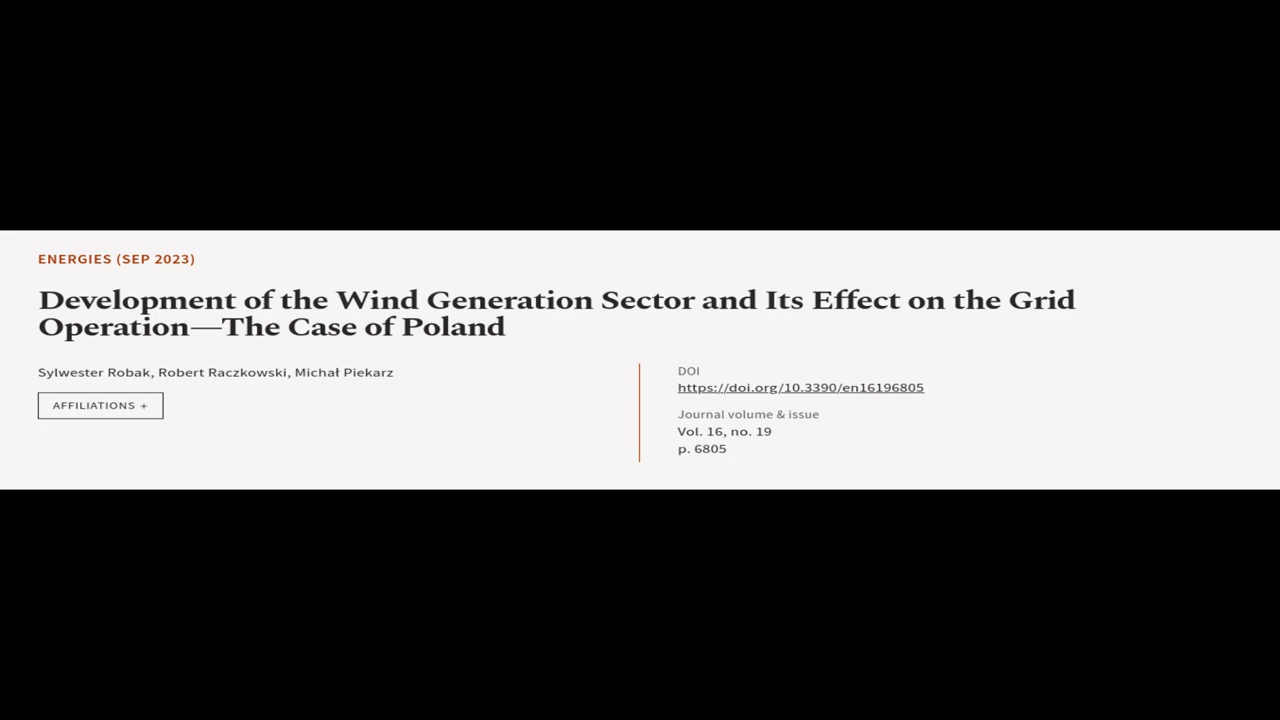 ENERGIES (SEP 2023)
Development of the Wind Generation Sector and Its Effect on the Grid
Operation—The Case of Poland
Sylwester Robak, Robert Raczkowski, Michał Piekarz
AFFILIATIONS +
DOI
https://doi.org/10.3390/en16196805
Journal volume & issue
Vol. 16, no. 19
p. 6805